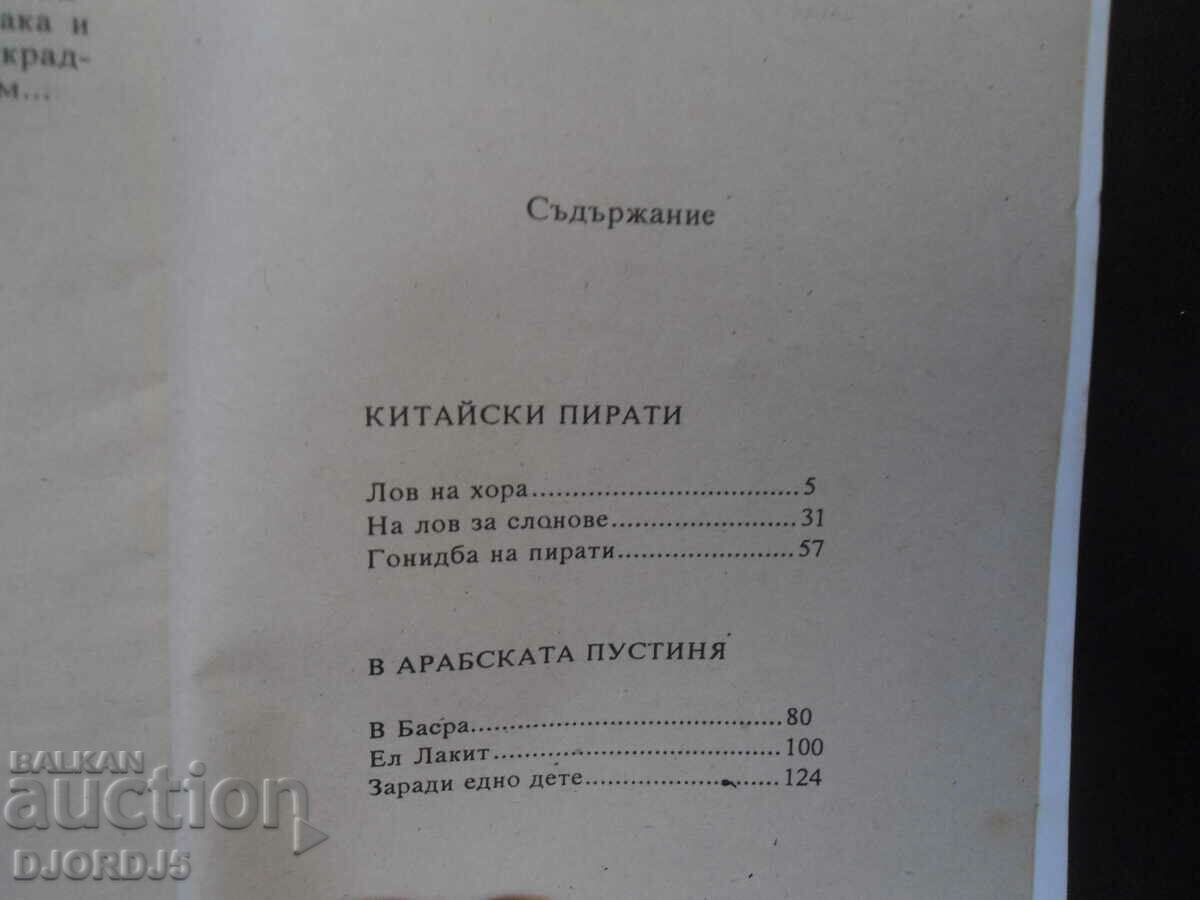 ака и
крад-
м...
Съдържание
КИТАЙСКИ ПИРАТИ
Лов на хора..............................5
На лов за слонове....................31
Гонидба на пирати...................57
В АРАБСКАТА ПУСТИНЯ
В Басра..................................80
Ел Лакит...............................100
Заради едно дете.....................124
BALKAN
auction
DJORDJ5